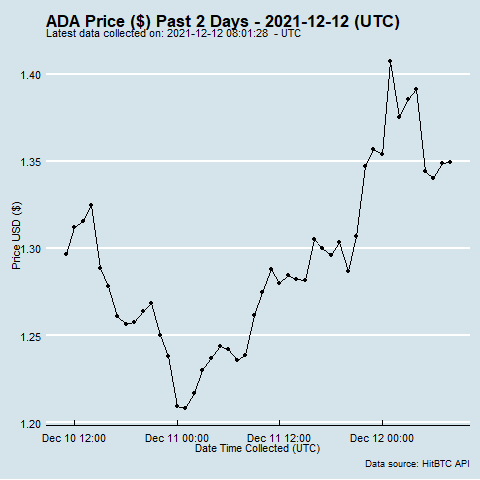 ADA Price ($) Past 2 Days - 2021-12-12 (UTC)
Latest data collected on: 2021-12-12 08:01:28 - UTC
1.40
1.35
1.30
1.25
1.20
Price USD ($)
Dec 10 12:00 Dec 11 00:00 Dec 11 12:00 Dec 12 00:00
Date Time Collected (UTC)
Data source: HitBTC API